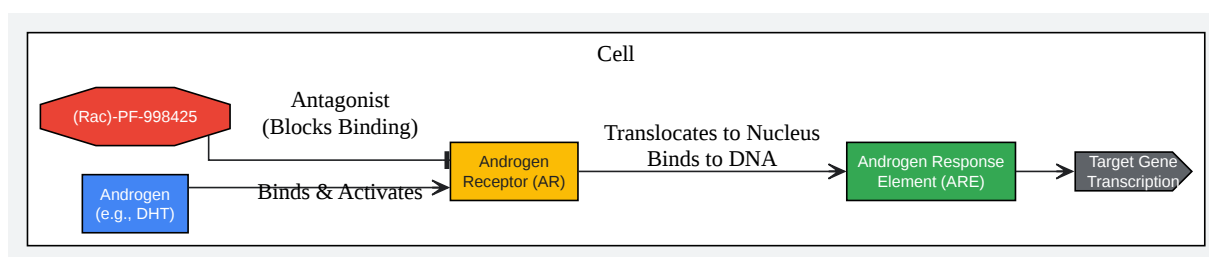 Cell
(Rac)-PF-998425
Antagonist
(Blocks Binding)
Androgen
(e.g., DHT)
Binds & Activates
Androgen
Receptor (AR)
Translocates to Nucleus
Binds to DNA
Androgen Response
Element (ARE)
Target Gene
Transcription